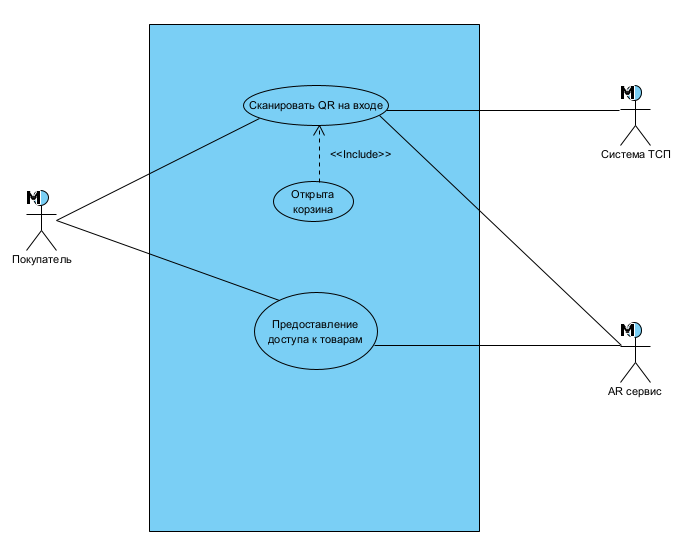 Сканировать QR на входе
<<Include>>
Открыта
корзина
Предоставление
доступа к товарам
Покупатель
Система ТСП
AR сервис